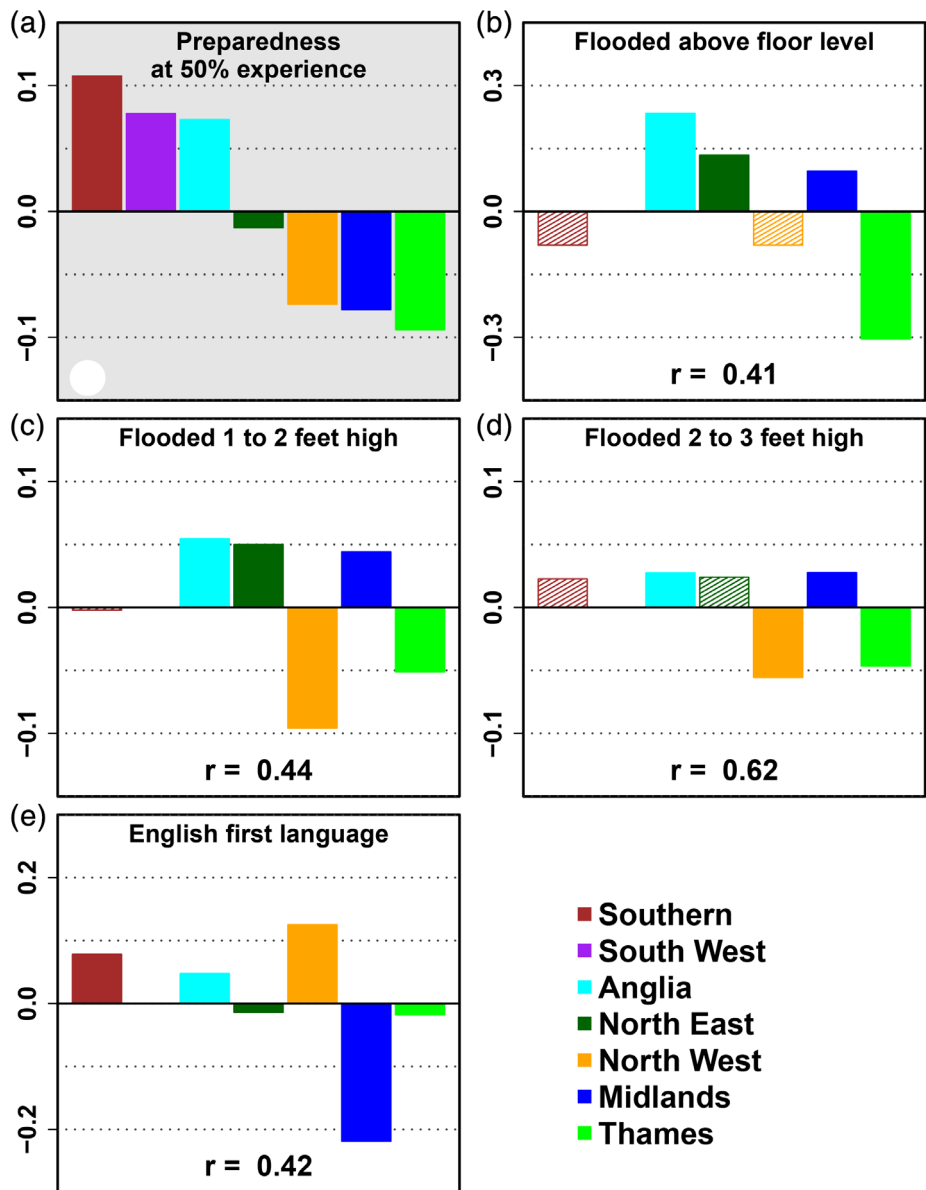 (a)
Preparedness
at 50% experience
0.1
0.0
−0.1
(b)
Flooded above floor level
0.3
0.0
−0.3
r = 0.41
(c)
Flooded 1 to 2 feet high
0.1
0.0
−0.1
r = 0.44
(d)
Flooded 2 to 3 feet high
0.1
0.0
−0.1
r = 0.62
(e)
English first language
0.2
0.0
−0.2
r = 0.42
Southern
South West
Anglia
North East
North West
Midlands
Thames